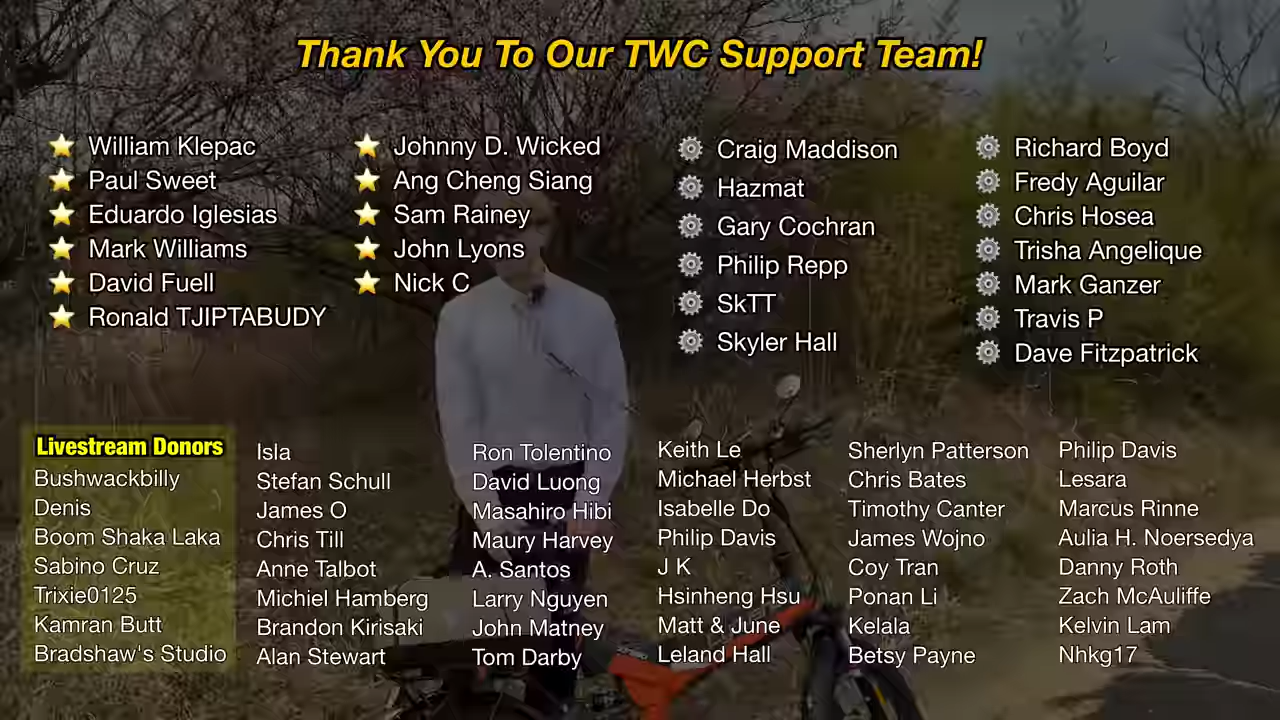 Thank You To Our TWC Support Team!
William Klepac
Paul Sweet
Eduardo Iglesias
Mark Williams
David Fuell
Ronald TJIPTABUDY
Johnny D. Wicked
Ang Cheng Siang
Sam Rainey
John Lyons
Nick C
Craig Maddison
Hazmat
Gary Cochran
Philip Repp
SkTT
Skyler Hall
Richard Boyd
Fredy Aguilar
Chris Hosea
Trisha Angelique
Mark Ganzer
Travis P
Dave Fitzpatrick
Livestream Donors
Bushwackbilly
Denis
Boom Shaka Laka
Sabino Cruz
Trixie0125
Kamran Butt
Bradshaw's Studio
Isla
Stefan Schull
James O
Chris Till
Anne Talbot
Michiel Hamberg
Brandon Kirisaki
Alan Stewart
Ron Tolentino
David Luong
Masahiro Hibi
Maury Harvey
A. Santos
Larry Nguyen
John Matney
Tom Darby
Keith Le
Michael Herbst
Isabelle Do
Philip Davis
J K
Hsinheng Hsu
Matt & June
Leland Hall
Sherlyn Patterson
Chris Bates
Timothy Canter
James Wojno
Coy Tran
Ponan Li
Kelala
Betsy Payne
Philip Davis
Lesara
Marcus Rinne
Aulia H. Noersedya
Danny Roth
Zach McAuliffe
Kelvin Lam
Nhkg17